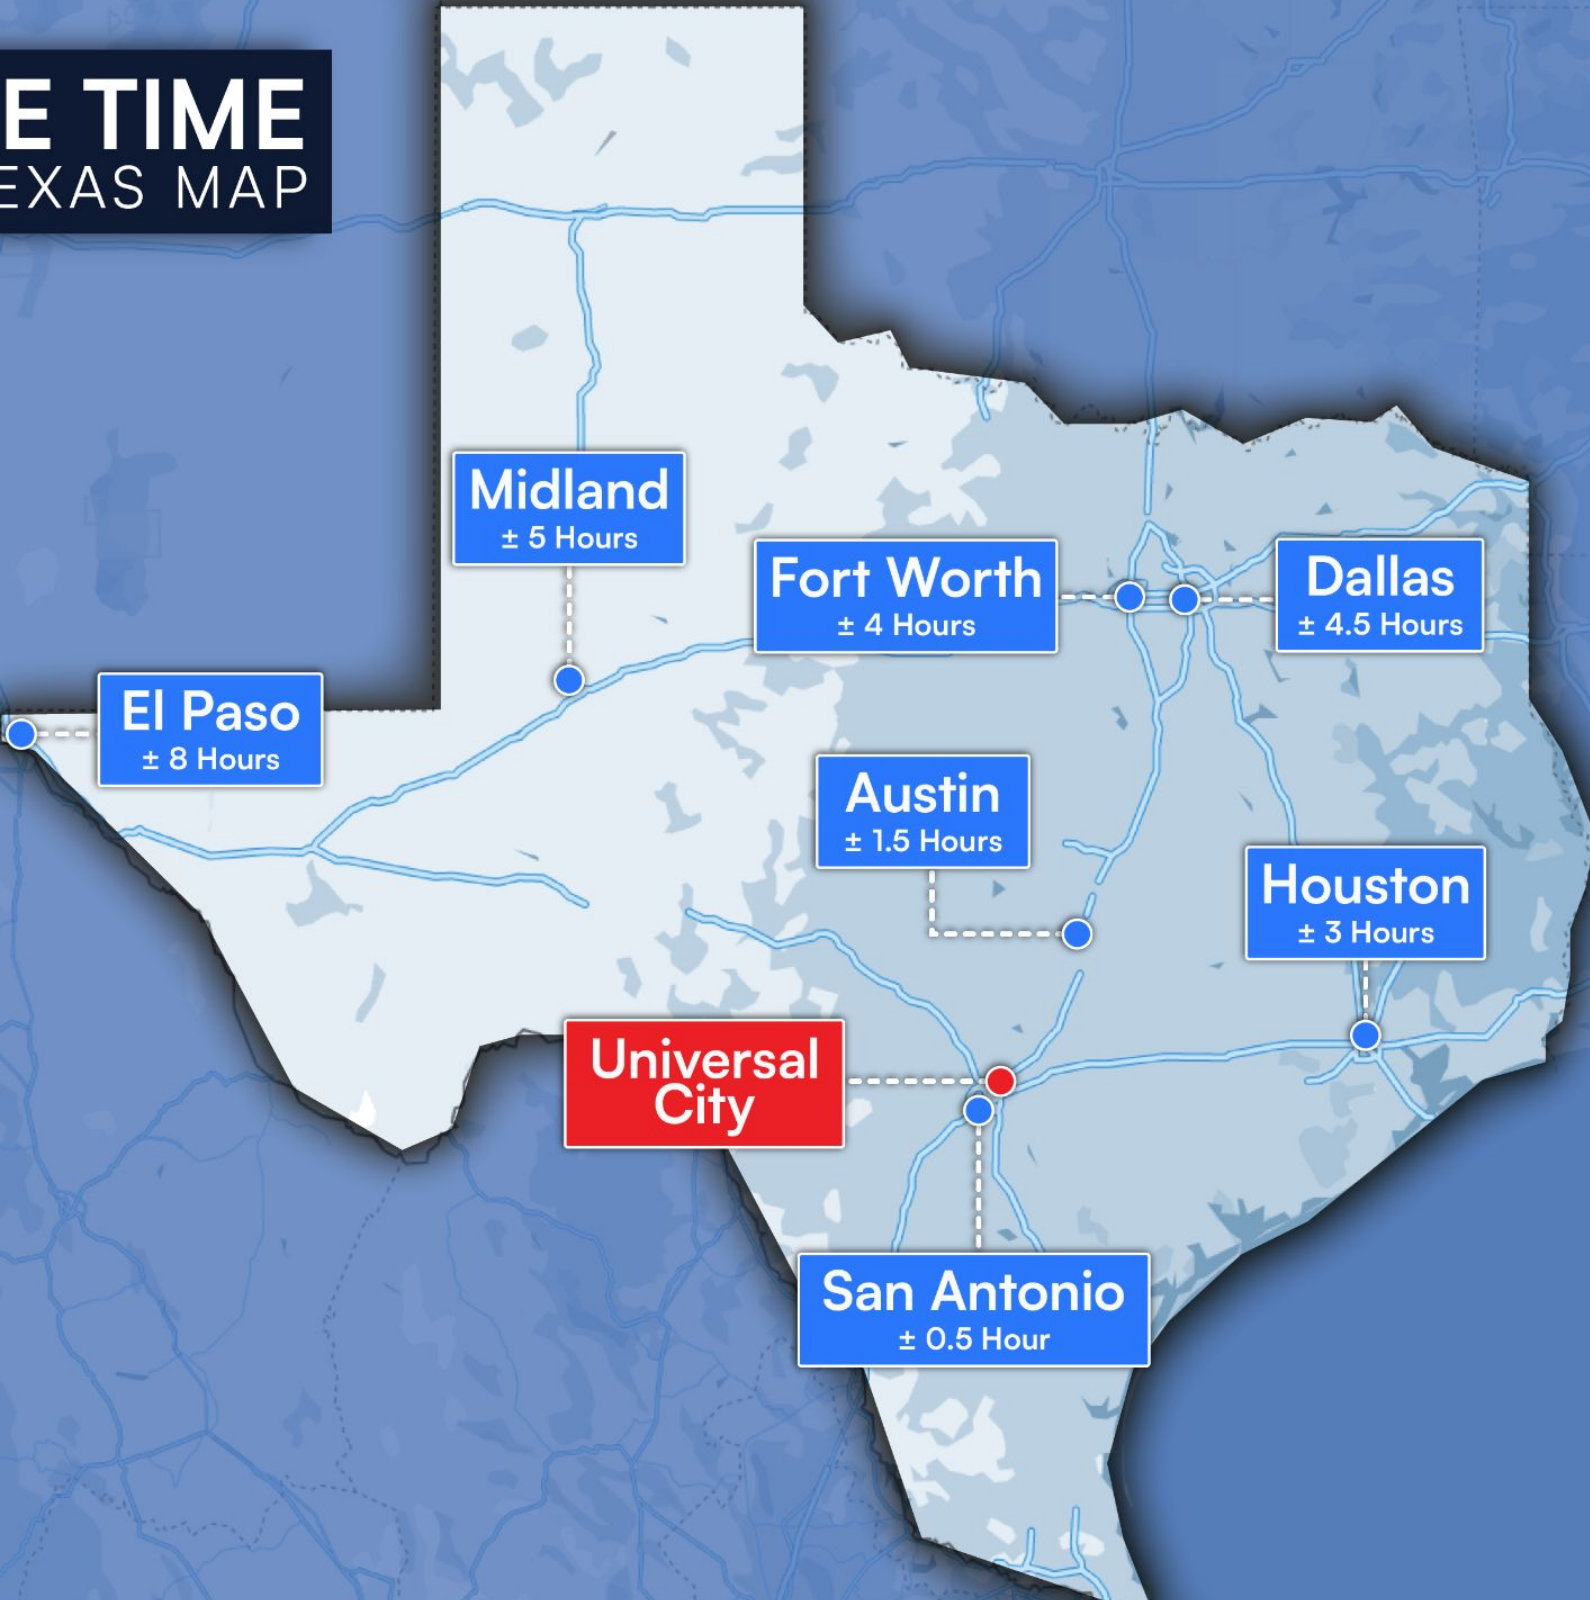 E TIME
EXAS MAP
Midland
± 5 Hours
Fort Worth
± 4 Hours
Dallas
± 4.5 Hours
El Paso
± 8 Hours
Austin
± 1.5 Hours
Houston
± 3 Hours
Universal
City
San Antonio
± 0.5 Hour